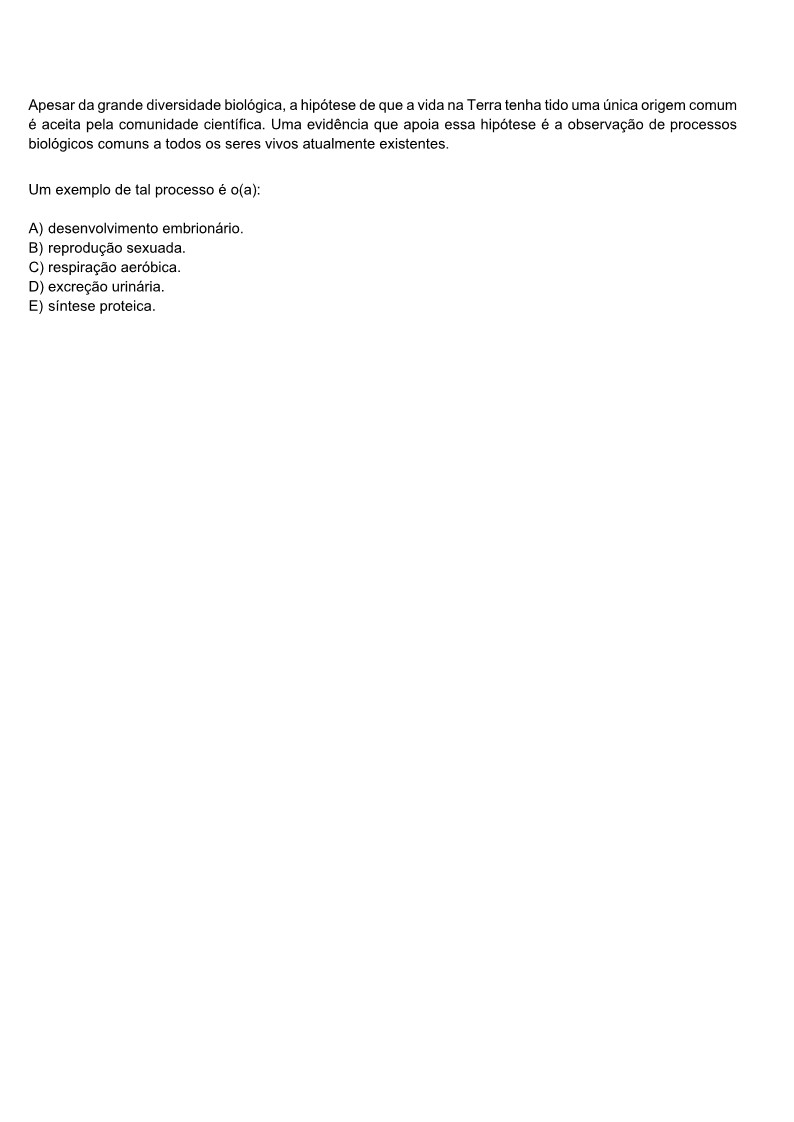 Apesar da grande diversidade biológica, a hipótese de que a vida na Terra tenha tido uma única origem comum
é aceita pela comunidade científica. Uma evidência que apoia essa hipótese é a observação de processos
biológicos comuns a todos os seres vivos atualmente existentes.
Um exemplo de tal processo é o(a):
A) desenvolvimento embrionário.
B) reprodução sexuada.
C) respiração aeróbica.
D) excreção urinária.
E) síntese proteica.